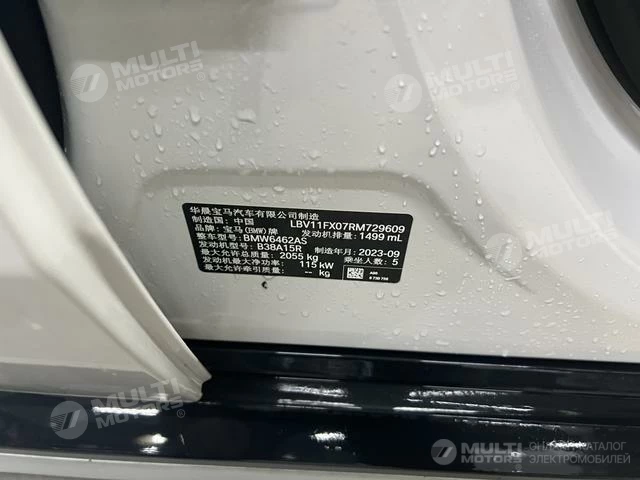 MULTI
MOTORS
MULTI
MOTORS
华晨宝马汽车有限公司制造
制造国：中国 LBV11FX07RM729609
品牌：宝马(BMW)牌 发动机排量：1499 mL
整车型号：BMW6462AS
发动机型号：B38A15R 制造年月：2023-09
最大允许总质量：2055 kg 乘坐人数：5
发动机最大净功率：115 kW
最大允许牵引质量： -- kg
MULTI
MOTORS
MULTI
MOTORS
ОНЛАЙН-КАТАЛОГ
ЭЛЕКТРОМОБИЛЕЙ